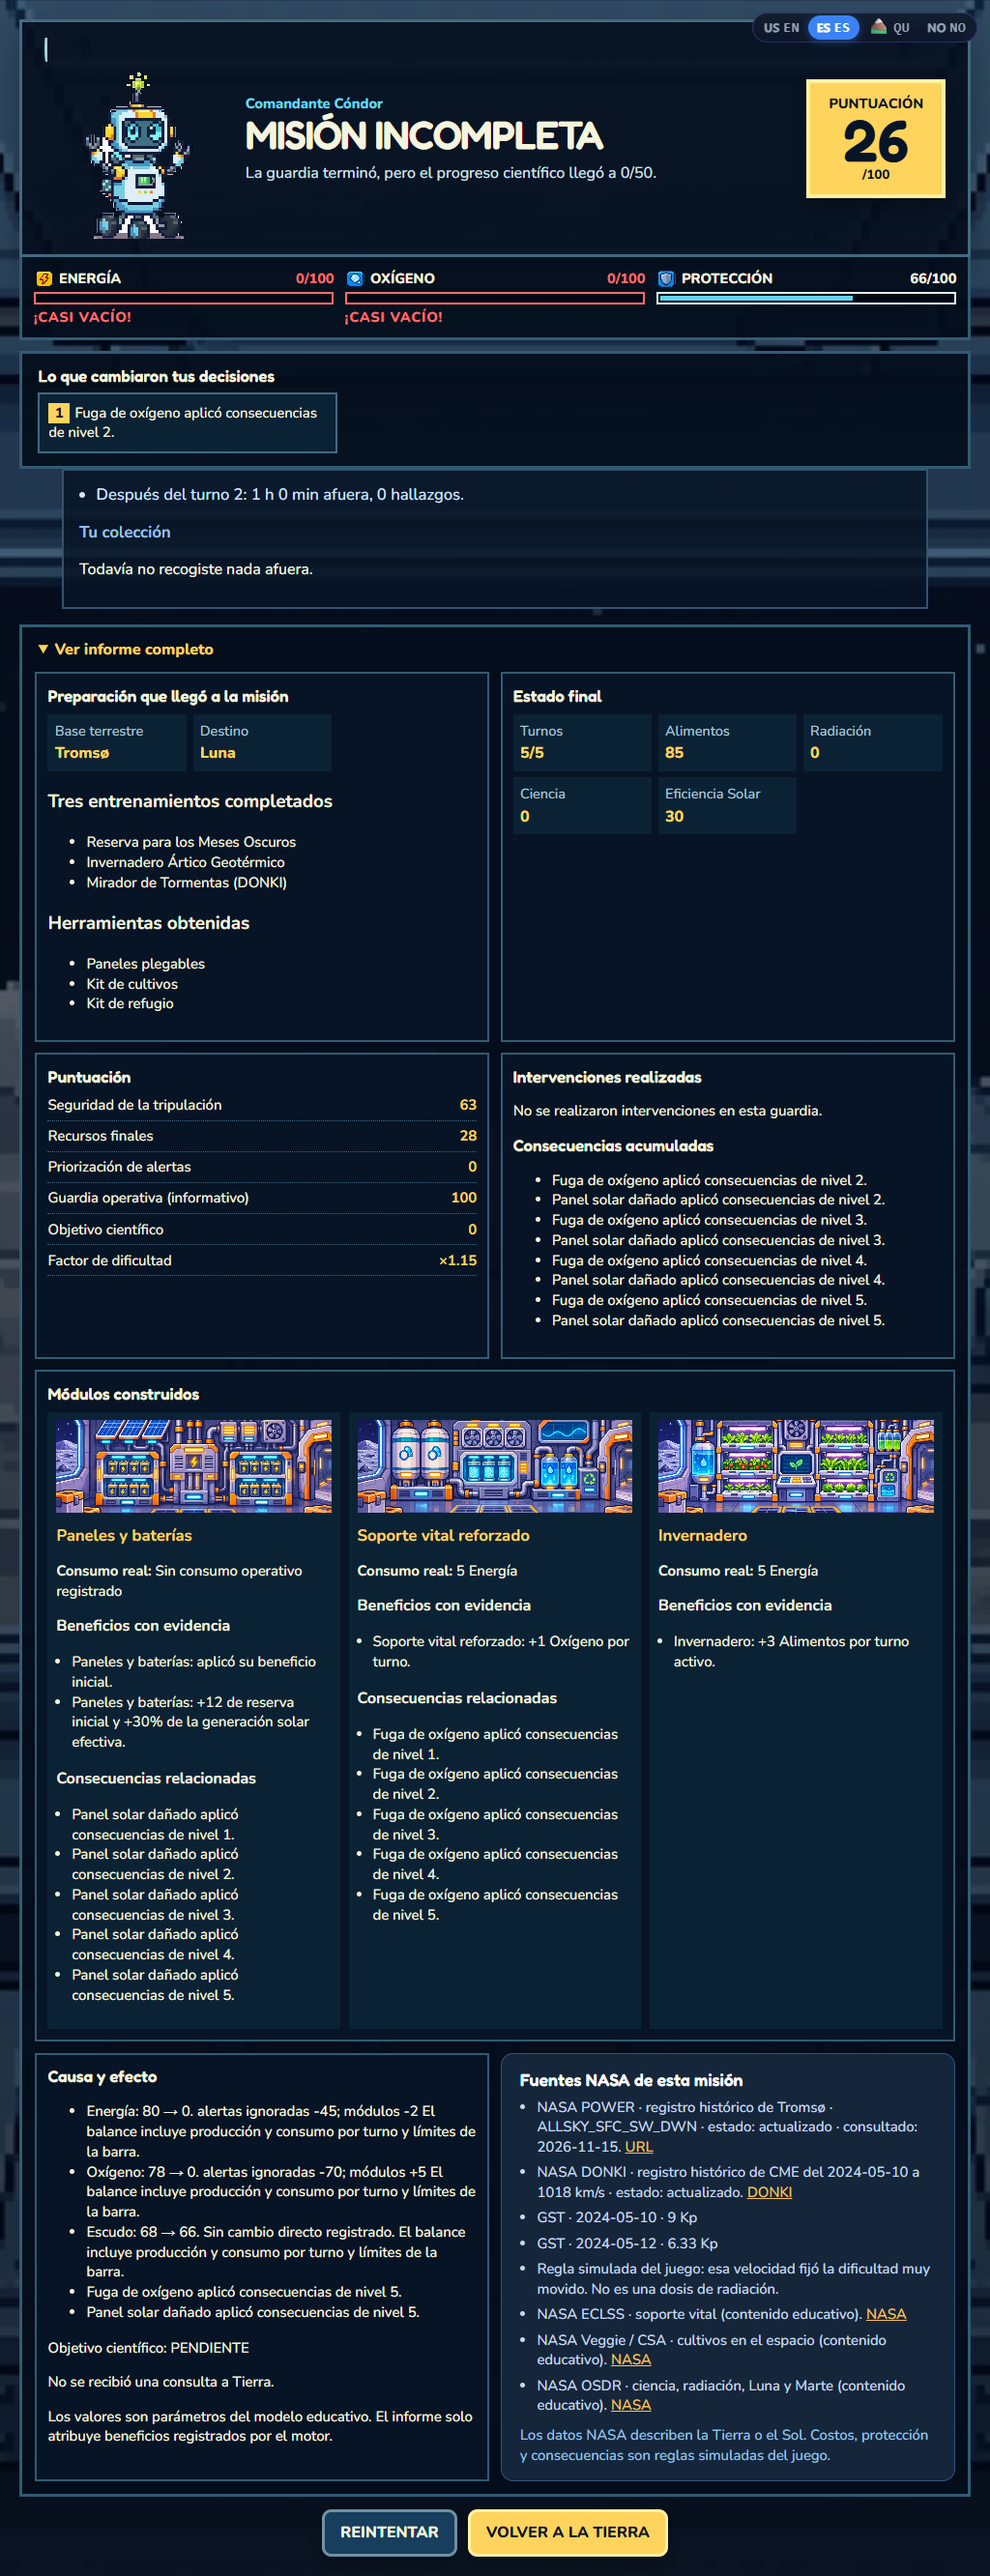 US EN ES ES QU NO NO
Comandante Cóndor
MISIÓN INCOMPLETA
La guardia terminó, pero el progreso científico llegó a 0/50.
PUNTUACIÓN
26
/100
ENERGÍA 0/100
¡CASI VACÍO!
OXÍGENO 0/100
¡CASI VACÍO!
PROTECCIÓN 66/100
Lo que cambiaron tus decisiones
1 Fuga de oxígeno aplicó consecuencias
de nivel 2.
Después del turno 2: 1 h 0 min afuera, 0 hallazgos.
Tu colección
Todavía no recogiste nada afuera.
▼ Ver informe completo
Preparación que llegó a la misión
Base terrestre
Tromsø
Destino
Luna
Tres entrenamientos completados
Reserva para los Meses Oscuros
Invernadero Ártico Geotérmico
Mirador de Tormentas (DONKI)
Herramientas obtenidas
Paneles plegables
Kit de cultivos
Kit de refugio
Estado final
Turnos
5/5
Alimentos
85
Radiación
0
Ciencia
0
Eficiencia Solar
30
Puntuación
Seguridad de la tripulación 63
Recursos finales 28
Priorización de alertas 0
Guardia operativa (informativo) 100
Objetivo científico 0
Factor de dificultad ×1.15
Intervenciones realizadas
No se realizaron intervenciones en esta guardia.
Consecuencias acumuladas
Fuga de oxígeno aplicó consecuencias de nivel 2.
Panel solar dañado aplicó consecuencias de nivel 2.
Fuga de oxígeno aplicó consecuencias de nivel 3.
Panel solar dañado aplicó consecuencias de nivel 3.
Fuga de oxígeno aplicó consecuencias de nivel 4.
Panel solar dañado aplicó consecuencias de nivel 4.
Fuga de oxígeno aplicó consecuencias de nivel 5.
Panel solar dañado aplicó consecuencias de nivel 5.
Módulos construidos
Paneles y baterías
Consumo real: Sin consumo operativo
registrado
Beneficios con evidencia
Paneles y baterías: aplicó su beneficio
inicial.
Paneles y baterías: +12 de reserva
inicial y +30% de la generación solar
efectiva.
Consecuencias relacionadas
Panel solar dañado aplicó
consecuencias de nivel 1.
Panel solar dañado aplicó
consecuencias de nivel 2.
Panel solar dañado aplicó
consecuencias de nivel 3.
Panel solar dañado aplicó
consecuencias de nivel 4.
Panel solar dañado aplicó
consecuencias de nivel 5.
Soporte vital reforzado
Consumo real: 5 Energía
Beneficios con evidencia
Soporte vital reforzado: +1 Oxígeno por
turno.
Consecuencias relacionadas
Fuga de oxígeno aplicó consecuencias
de nivel 1.
Fuga de oxígeno aplicó consecuencias
de nivel 2.
Fuga de oxígeno aplicó consecuencias
de nivel 3.
Fuga de oxígeno aplicó consecuencias
de nivel 4.
Fuga de oxígeno aplicó consecuencias
de nivel 5.
Invernadero
Consumo real: 5 Energía
Beneficios con evidencia
Invernadero: +3 Alimentos por turno
activo.
Causa y efecto
Energía: 80 → 0. alertas ignoradas -45; módulos -2 El
balance incluye producción y consumo por turno y límites de
la barra.
Oxígeno: 78 → 0. alertas ignoradas -70; módulos +5 El
balance incluye producción y consumo por turno y límites de
la barra.
Escudo: 68 → 66. Sin cambio directo registrado. El balance
incluye producción y consumo por turno y límites de la
barra.
Fuga de oxígeno aplicó consecuencias de nivel 5.
Panel solar dañado aplicó consecuencias de nivel 5.
Objetivo científico: PENDIENTE
No se recibió una consulta a Tierra.
Los valores son parámetros del modelo educativo. El informe solo
atribuye beneficios registrados por el motor.
Fuentes NASA de esta misión
NASA POWER · registro histórico de Tromsø ·
ALLSKY_SFC_SW_DWN · estado: actualizado · consultado:
2026-11-15. URL
NASA DONKI · registro histórico de CME del 2024-05-10 a
1018 km/s · estado: actualizado. DONKI
GST · 2024-05-10 · 9 Kp
GST · 2024-05-12 · 6.33 Kp
Regla simulada del juego: esa velocidad fijó la dificultad muy
movido. No es una dosis de radiación.
NASA ECLSS · soporte vital (contenido educativo). NASA
NASA Veggie / CSA · cultivos en el espacio (contenido
educativo). NASA
NASA OSDR · ciencia, radiación, Luna y Marte (contenido
educativo). NASA
Los datos NASA describen la Tierra o el Sol. Costos, protección
y consecuencias son reglas simuladas del juego.
REINTENTAR
VOLVER A LA TIERRA